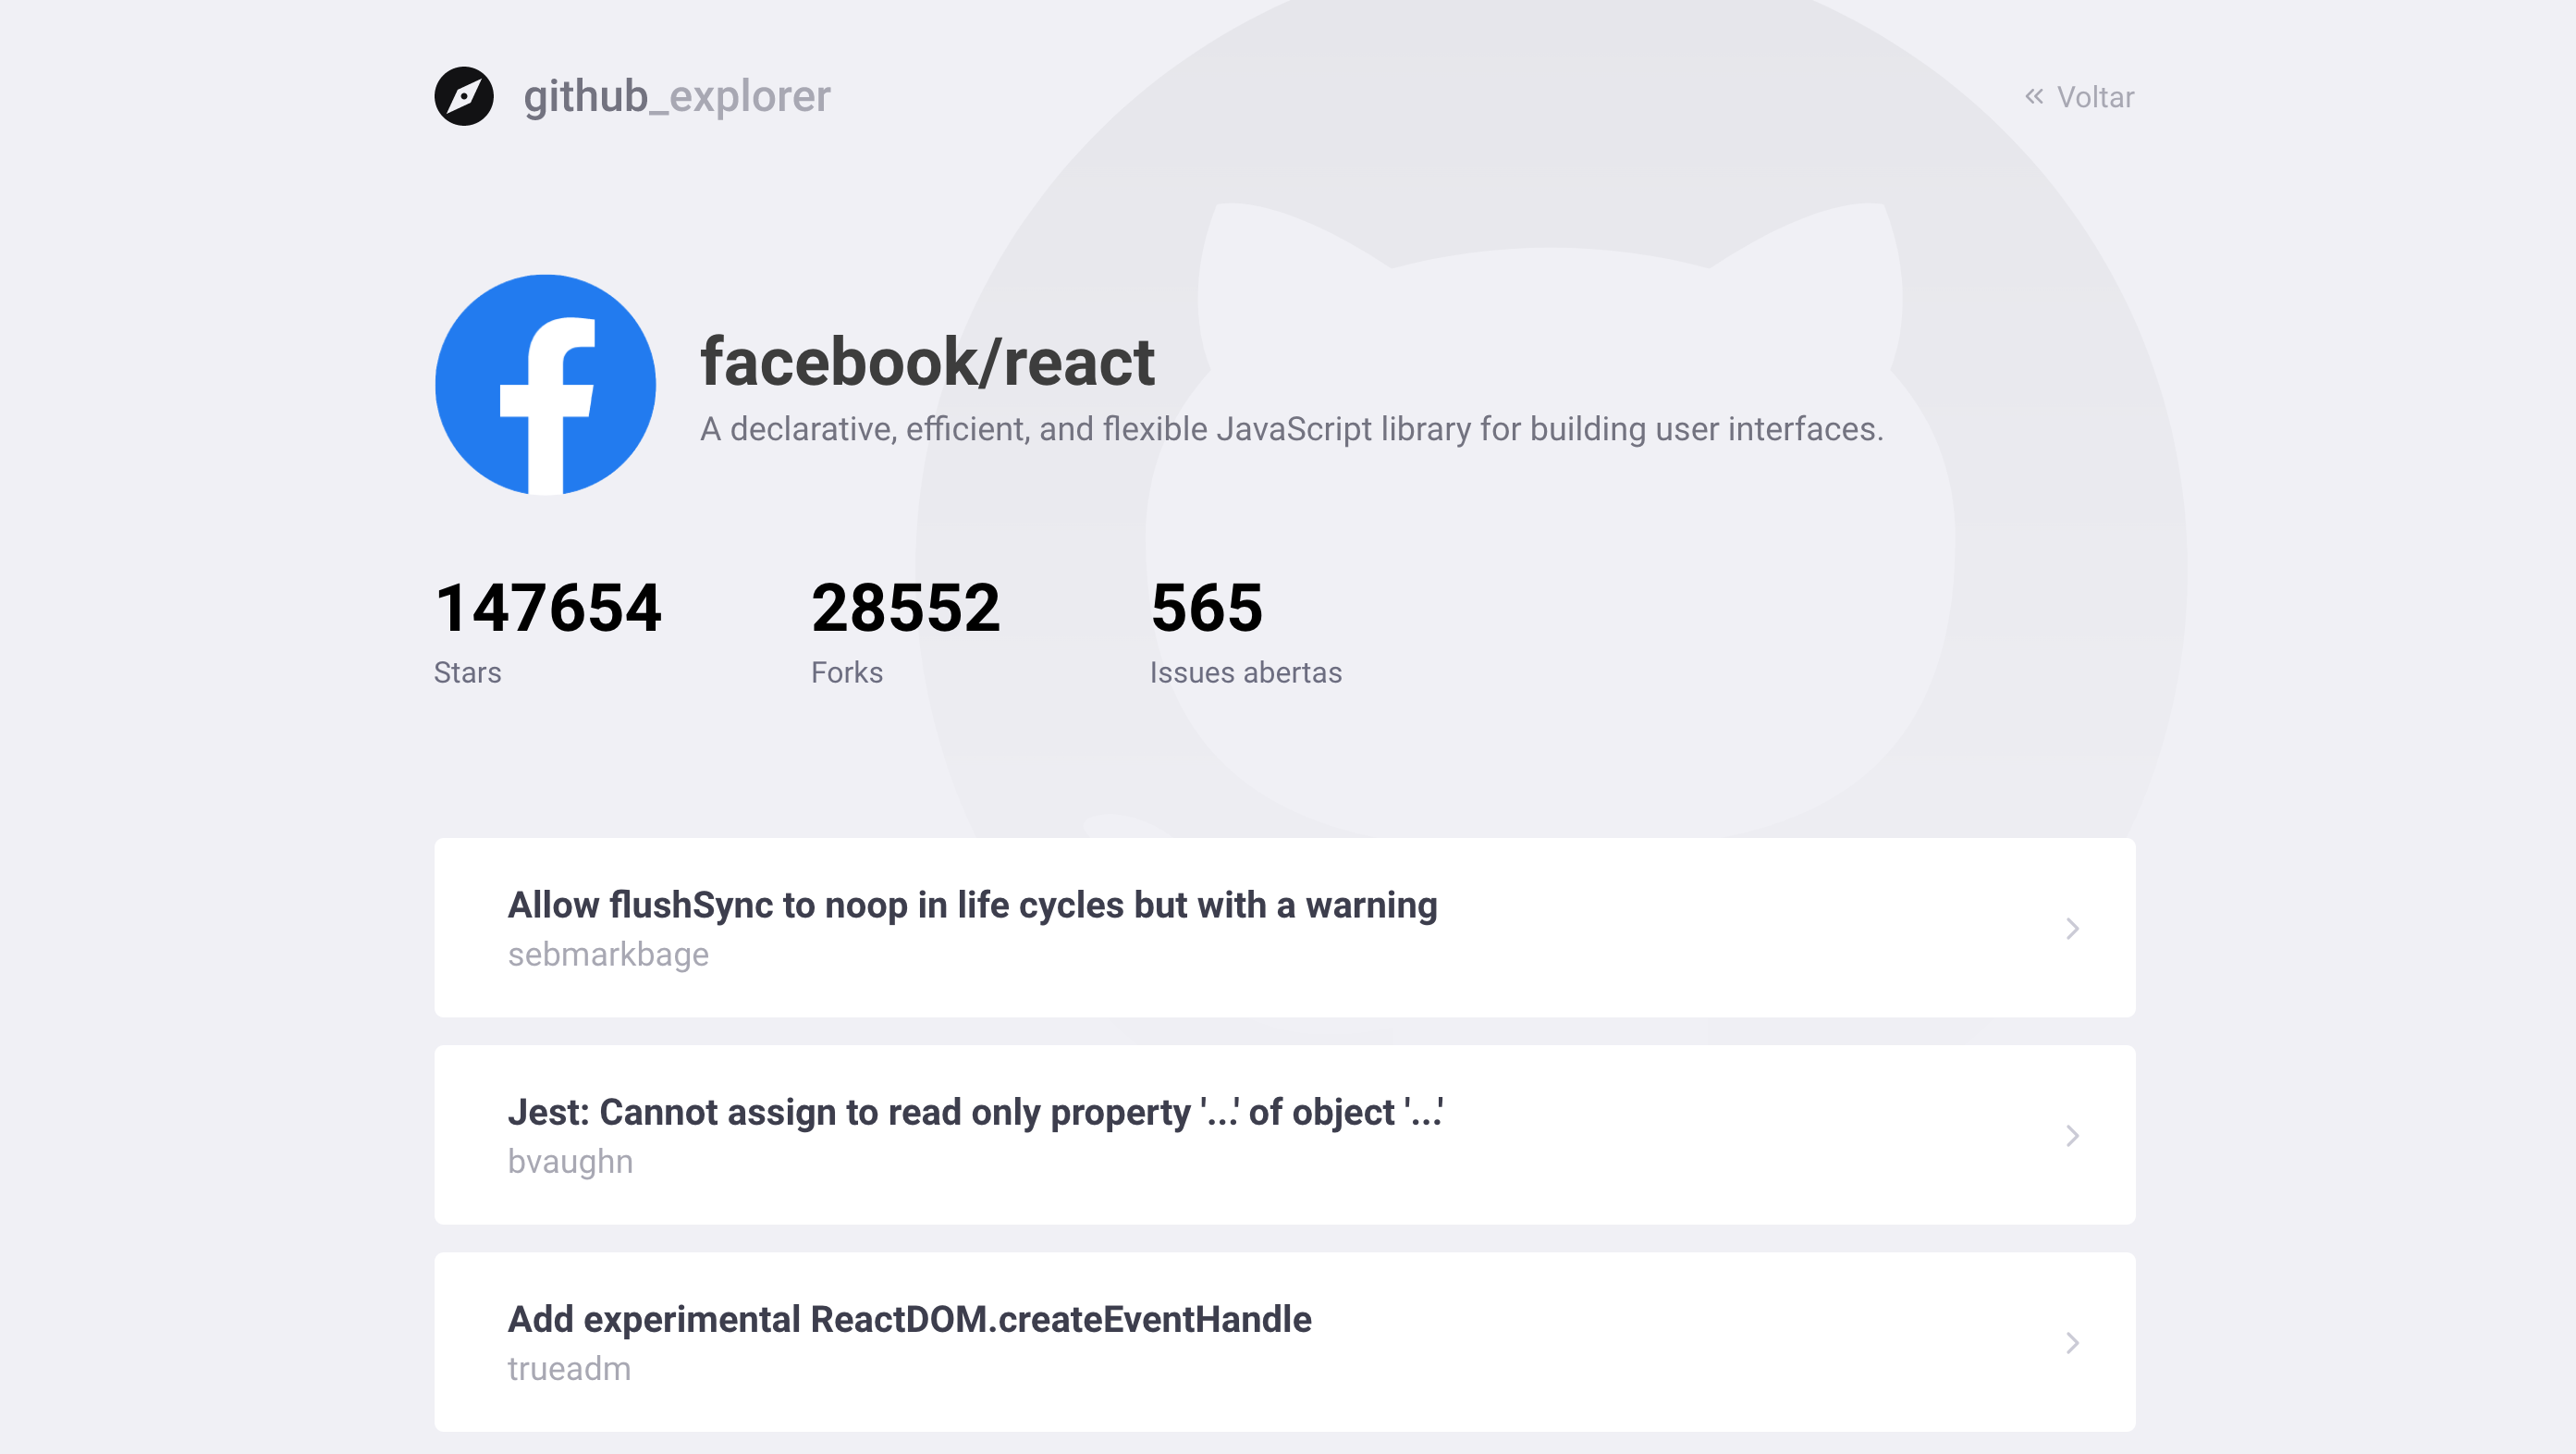 github_explorer
Voltar
facebook/react
A declarative, efficient, and flexible JavaScript library for building user interfaces.
147654 28552 565
Stars Forks Issues abertas
Allow flushSync to noop in life cycles but with a warning
sebmarkbage
Jest: Cannot assign to read only property '...' of object '...'
bvaughn
Add experimental ReactDOM.createEventHandle
trueadm